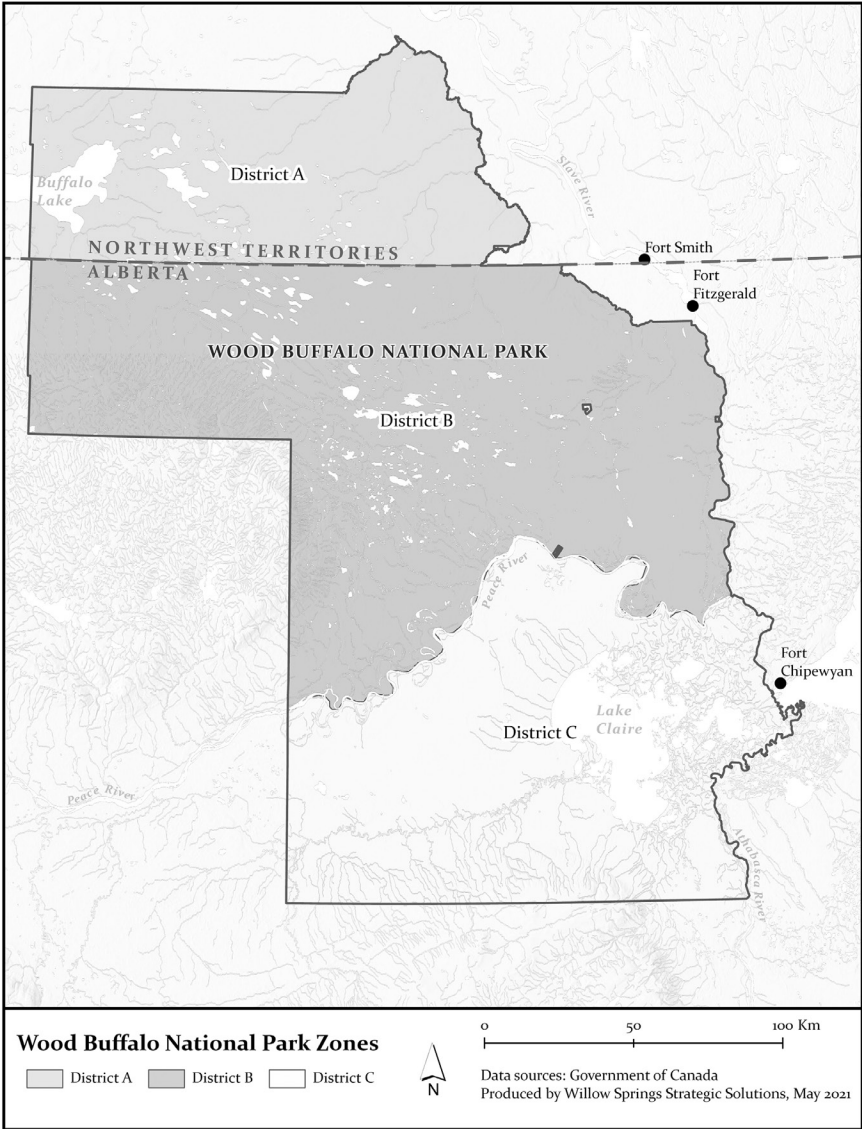 District A
Buffalo
Lake
Slave River
NORTHWEST TERRITORIES
ALBERTA
Fort Smith
Fort
Fitzgerald
WOOD BUFFALO NATIONAL PARK
District B
Peace River
Fort
Chipewyan
Lake
Claire
District C
Peace River
Athabasca River
Wood Buffalo National Park Zones
District A
District B
District C
N
0 50 100 Km
Data sources: Government of Canada
Produced by Willow Springs Strategic Solutions, May 2021